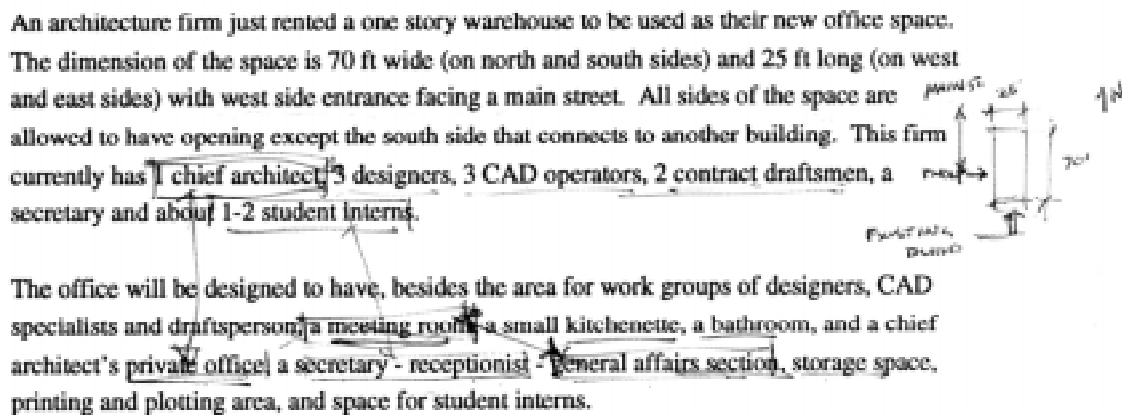 An architecture firm just rented a one story warehouse to be used as their new office space.
The dimension of the space is 70 ft wide (on north and south sides) and 25 ft long (on west
and east sides) with west side entrance facing a main street. All sides of the space are
MAIN ST
25'
N
allowed to have opening except the south side that connects to another building. This firm
currently has 1 chief architect, 3 designers, 3 CAD operators, 2 contract draftsmen, a
70'
secretary and about 1-2 student interns.
EXISTING
The office will be designed to have, besides the area for work groups of designers, CAD
specialists and draftsperson, a meeting room, a small kitchenette, a bathroom, and a chief
architect's private office, a secretary - receptionist - general affairs section, storage space,
printing and plotting area, and space for student interns.